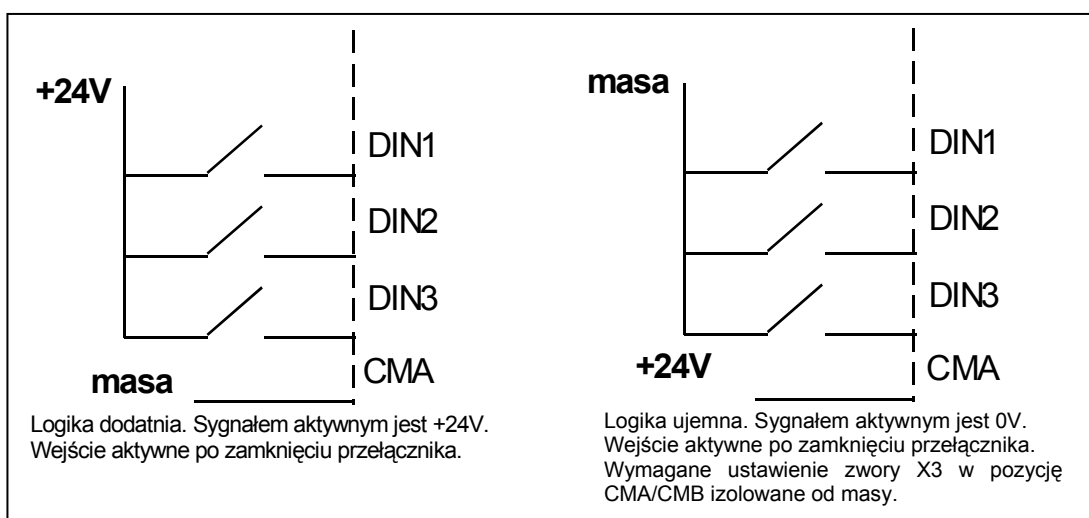 +24V
DIN1
DIN2
DIN3
masa
CMA
Logika dodatnia. Sygnałem aktywnym jest +24V.
Wejście aktywne po zamknięciu przełącznika.
masa
DIN1
DIN2
DIN3
+24V
CMA
Logika ujemna. Sygnałem aktywnym jest 0V.
Wejście aktywne po zamknięciu przełącznika.
Wymagane ustawienie zwory X3 w pozycję
CMA/CMB izolowane od masy.